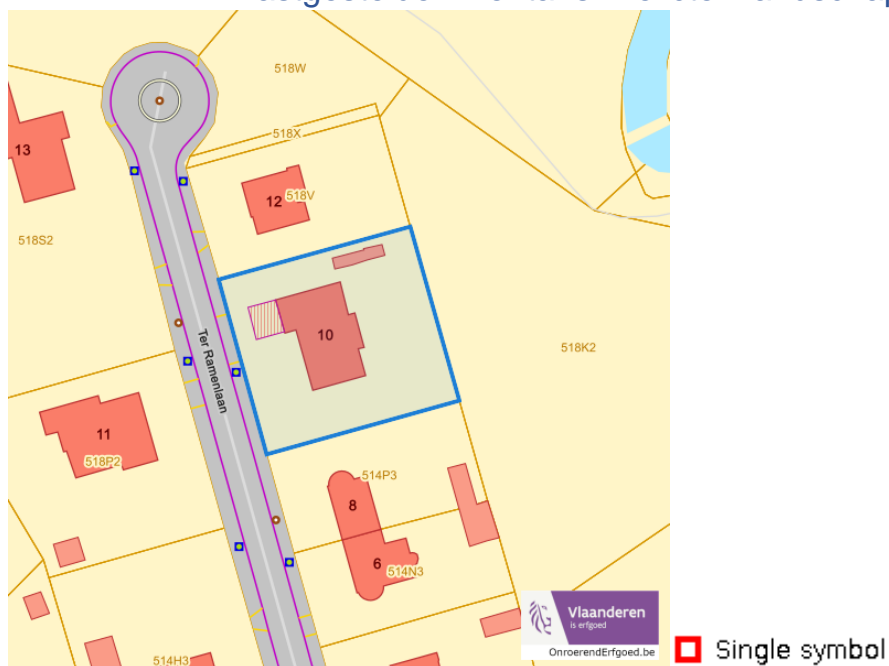 518W
13
518X
12
518V
518S2
10
518K2
Ter Ramenlaan
11
518P2
514P3
8
6
514N3
514H3
Vlaanderen
is erfgoed
OnroerendErfgoed.be
Single symbol